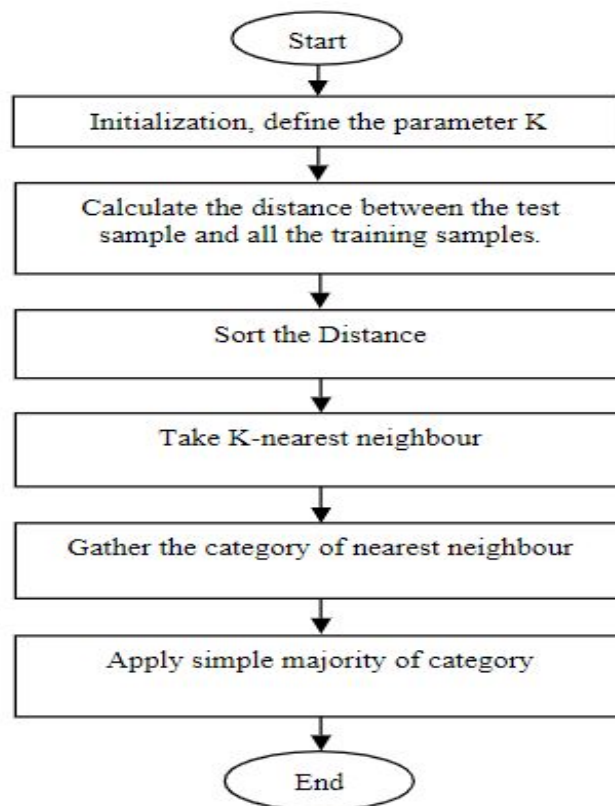 Start
Initialization, define the parameter K
Calculate the distance between the test
sample and all the training samples.
Sort the Distance
Take K-nearest neighbour
Gather the category of nearest neighbour
Apply simple majority of category
End